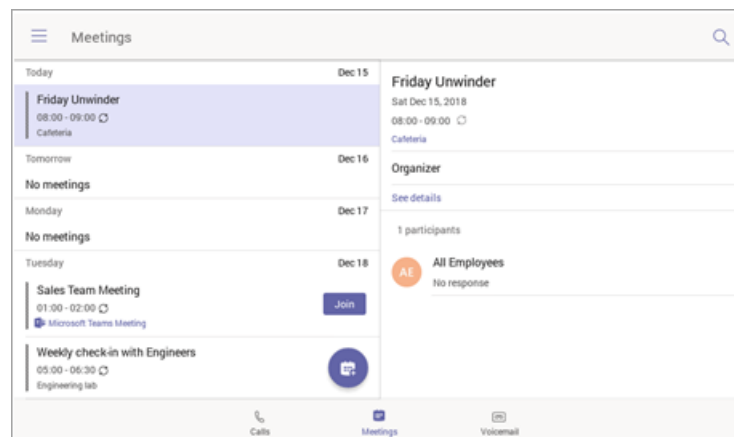 Meetings
Today Dec 15
Friday Unwinder
08:00 - 09:00
Cafeteria
Tomorrow Dec 16
No meetings
Monday Dec 17
No meetings
Tuesday Dec 18
Sales Team Meeting
01:00 - 02:00
Microsoft Teams Meeting
Join
Weekly check-in with Engineers
05:00 - 06:30
Engineering lab
Friday Unwinder
Sat Dec 15, 2018
08:00 - 09:00
Cafeteria
Organizer
See details
1 participants
AE
All Employees
No response
Calls
Meetings
Voicemail